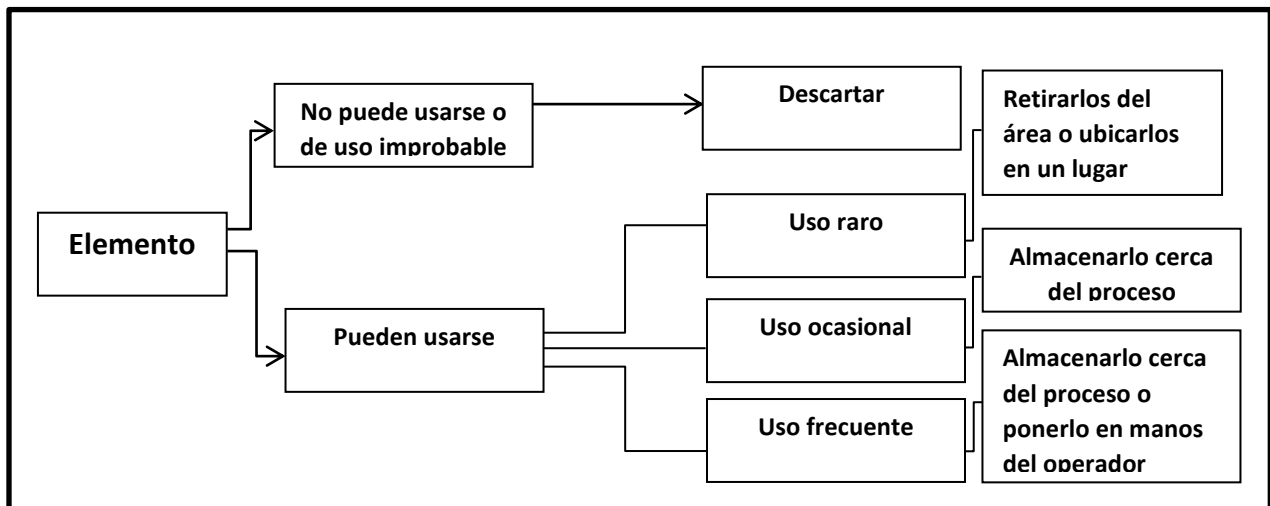 No puede usarse o
de uso improbable
Descartar
Retirarlos del
área o ubicarlos
en un lugar
Elemento
Uso raro
Almacenarlo cerca
del proceso
Pueden usarse
Uso ocasional
Almacenarlo cerca
del proceso o
ponerlo en manos
del operador
Uso frecuente